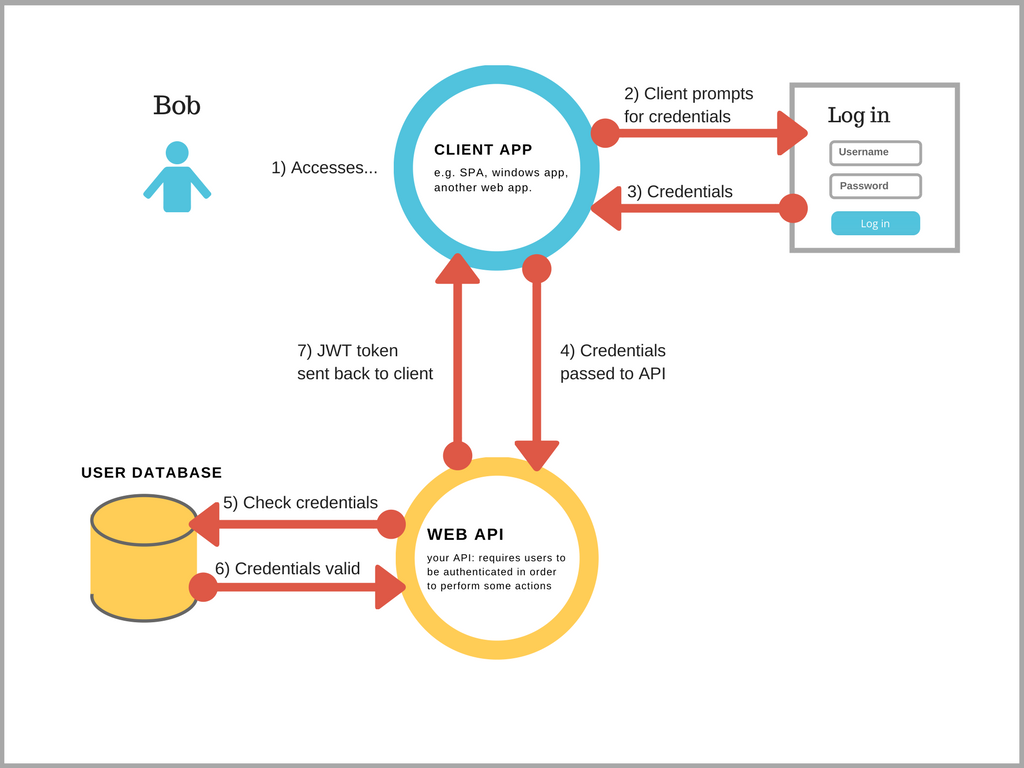 Bob
1) Accesses...
CLIENT APP
e.g. SPA, windows app,
another web app.
2) Client prompts
for credentials
3) Credentials
Log in
Username
Password
Log in
7) JWT token
sent back to client
4) Credentials
passed to API
USER DATABASE
5) Check credentials
6) Credentials valid
WEB API
your API: requires users to
be authenticated in order
to perform some actions